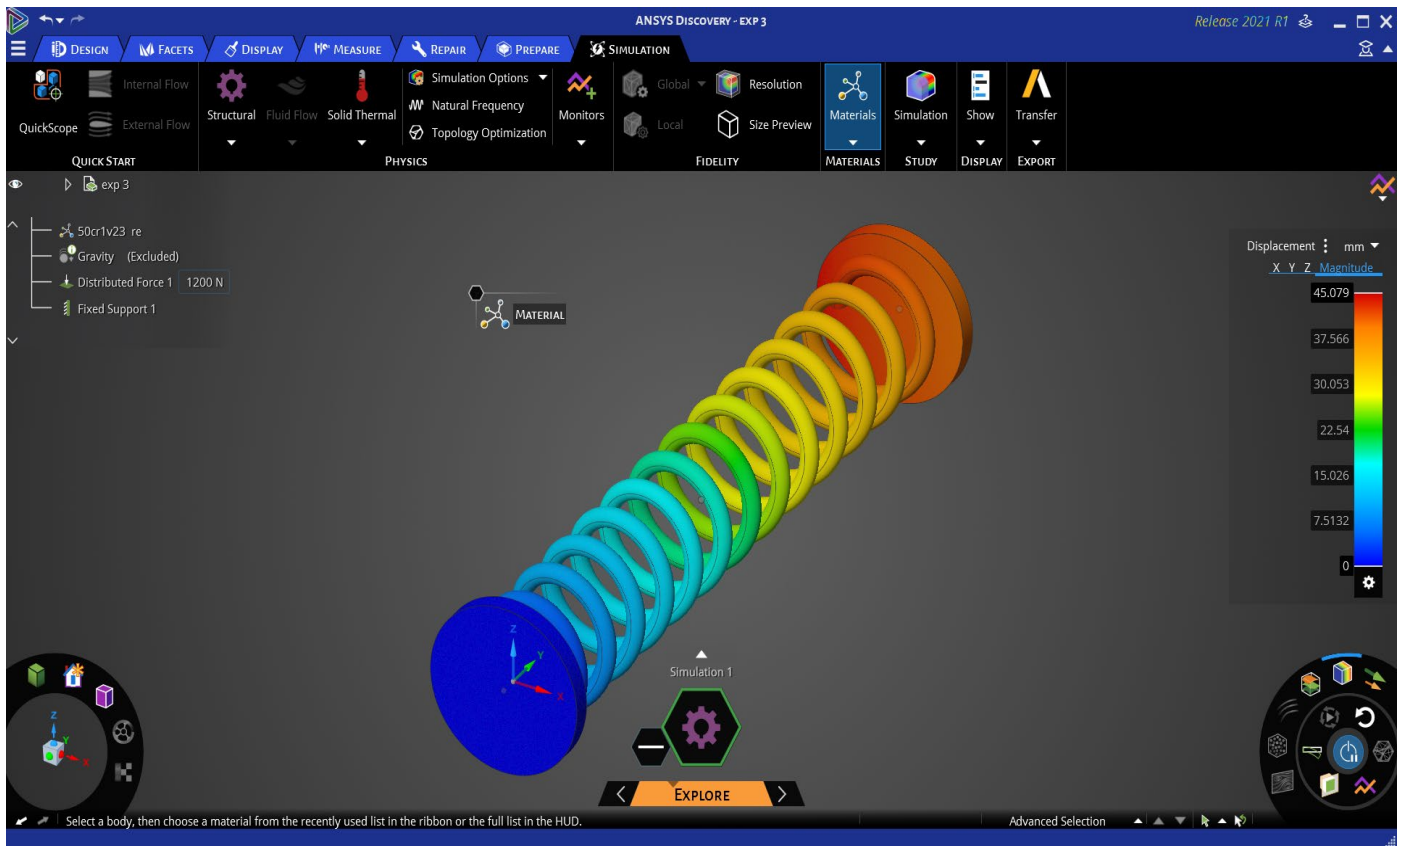 ANSYS DISCOVERY - EXP 3
Release 2021 R1
DESIGN
FACETS
DISPLAY
MEASURE
REPAIR
PREPARE
SIMULATION
QuickScope
Internal Flow
External Flow
QUICK START
Structural
Fluid Flow
Solid Thermal
Simulation Options
Natural Frequency
Topology Optimization
Monitors
PHYSICS
Global
Local
Resolution
Size Preview
FIDELITY
Materials
MATERIALS
Simulation
STUDY
Show
DISPLAY
Transfer
EXPORT
exp 3
50cr1v23 re
Gravity (Excluded)
Distributed Force 1 1200 N
Fixed Support 1
MATERIAL
Displacement mm
X Y Z Magnitude
45.079
37.566
30.053
22.54
15.026
7.5132
0
Z
Y
X
Simulation 1
EXPLORE
Z
Y
X
Select a body, then choose a material from the recently used list in the ribbon or the full list in the HUD.
Advanced Selection